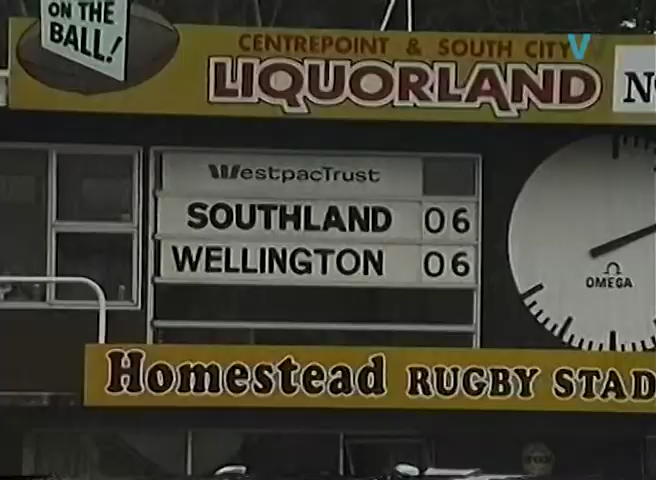 ON THE
BALL!
CENTREPOINT & SOUTH CITY
V
LIQUORLAND
WestpacTrust
SOUTHLAND 06
WELLINGTON 06
OMEGA
Homestead RUGBY STAD